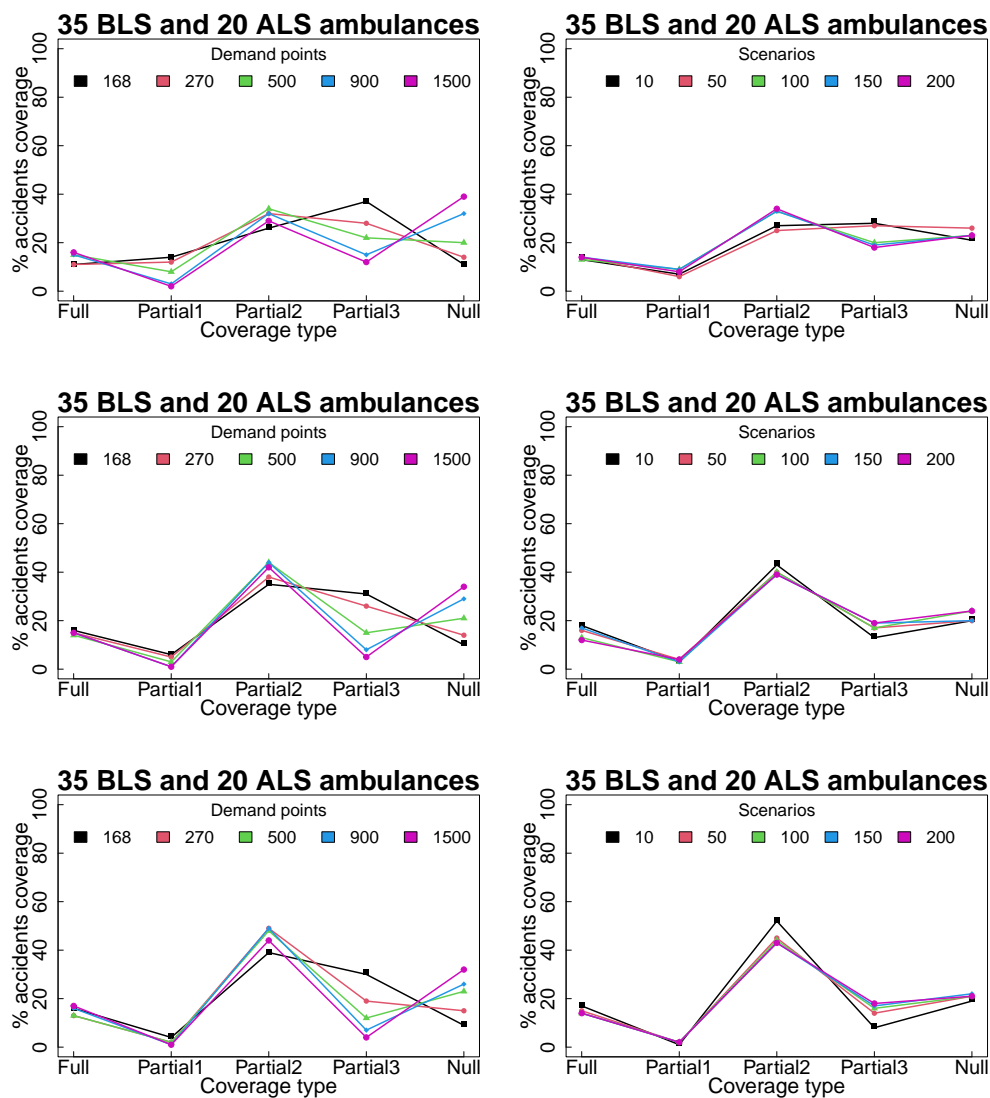 35 BLS and 20 ALS ambulances
Demand points
168 270 500 900 1500
% accidents coverage
0 20 40 60 80 100
Full Partial1 Partial2 Partial3 Null
Coverage type
35 BLS and 20 ALS ambulances
Scenarios
10 50 100 150 200
% accidents coverage
0 20 40 60 80 100
Full Partial1 Partial2 Partial3 Null
Coverage type
35 BLS and 20 ALS ambulances
Demand points
168 270 500 900 1500
% accidents coverage
0 20 40 60 80 100
Full Partial1 Partial2 Partial3 Null
Coverage type
35 BLS and 20 ALS ambulances
Scenarios
10 50 100 150 200
% accidents coverage
0 20 40 60 80 100
Full Partial1 Partial2 Partial3 Null
Coverage type
35 BLS and 20 ALS ambulances
Demand points
168 270 500 900 1500
% accidents coverage
0 20 40 60 80 100
Full Partial1 Partial2 Partial3 Null
Coverage type
35 BLS and 20 ALS ambulances
Scenarios
10 50 100 150 200
% accidents coverage
0 20 40 60 80 100
Full Partial1 Partial2 Partial3 Null
Coverage type